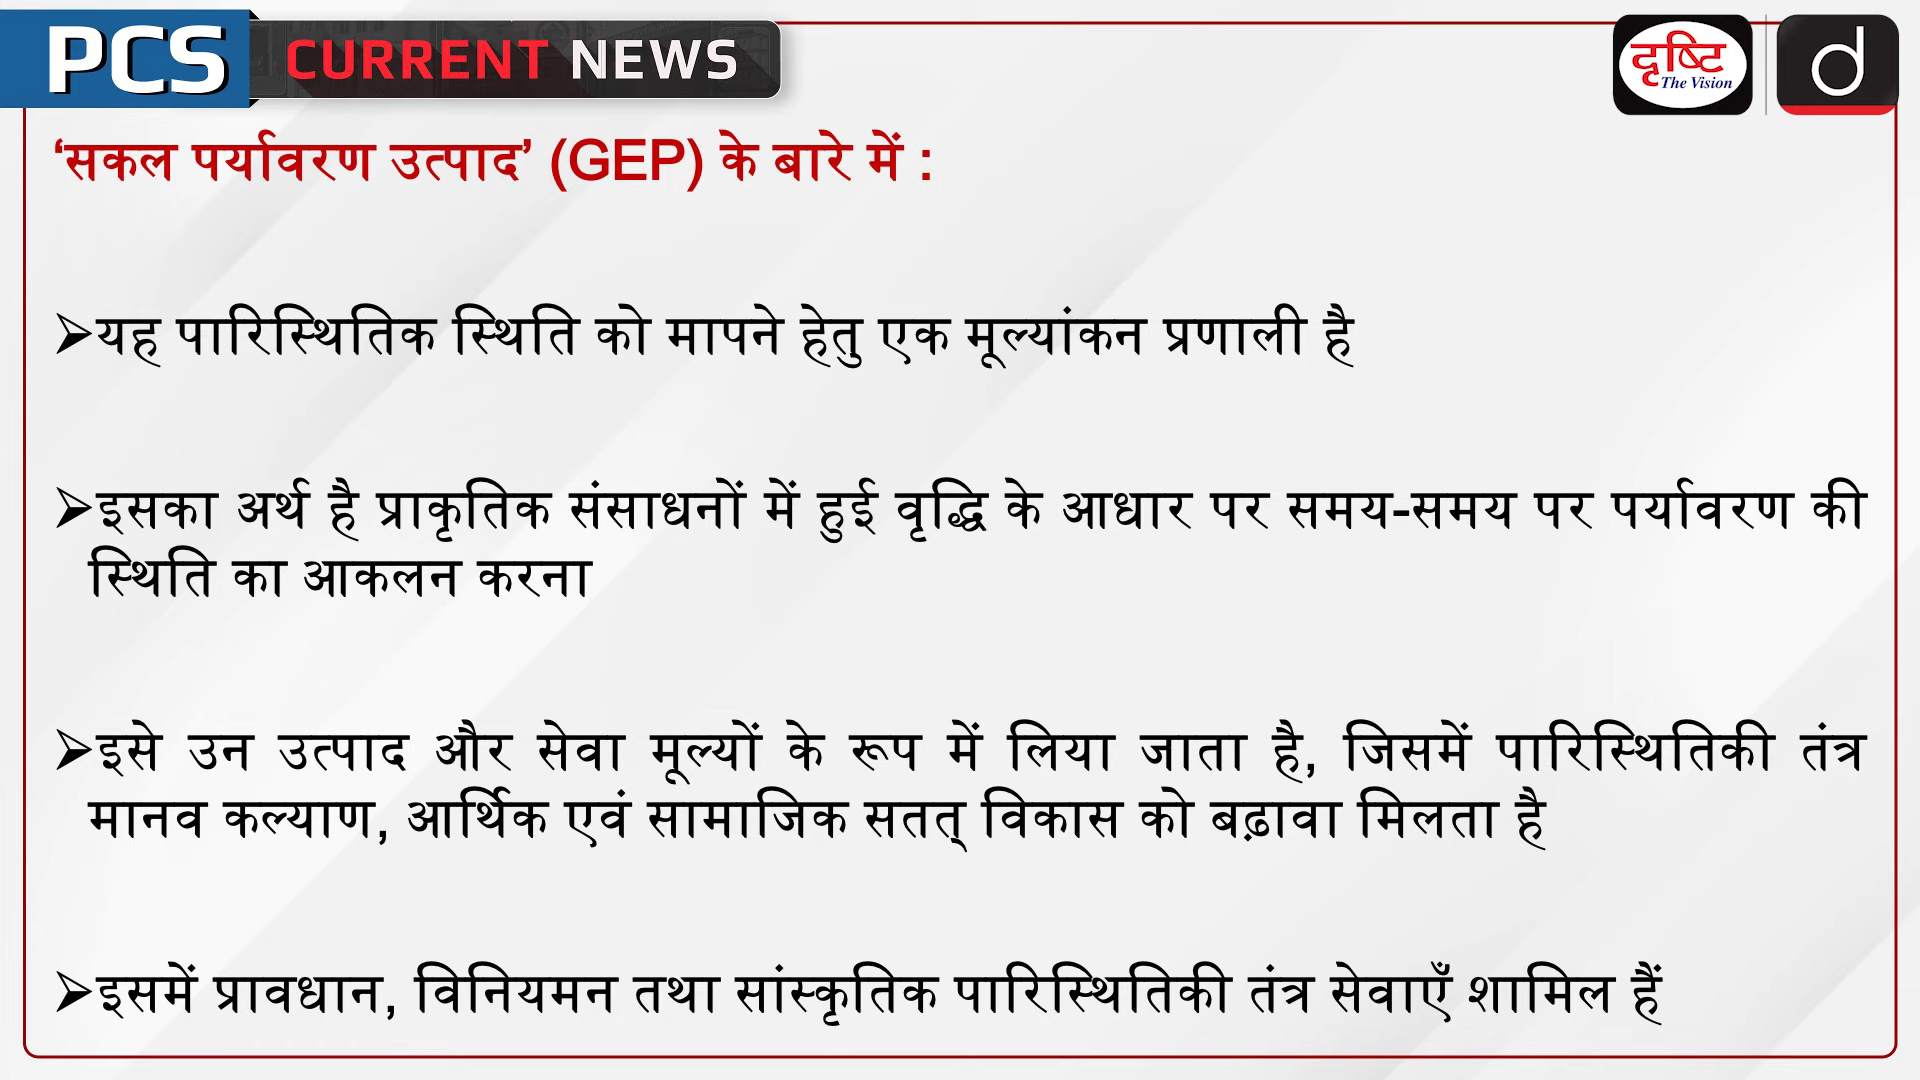 PCS CURRENT NEWS
दृष्टि
The Vision
d
‘सकल पर्यावरण उत्पाद’ (GEP) के बारे में :
➢यह पारिस्थितिक स्थिति को मापने हेतु एक मूल्यांकन प्रणाली है
➢इसका अर्थ है प्राकृतिक संसाधनों में हुई वृद्धि के आधार पर समय-समय पर पर्यावरण की
स्थिति का आकलन करना
➢इसे उन उत्पाद और सेवा मूल्यों के रूप में लिया जाता है, जिसमें पारिस्थितिकी तंत्र
मानव कल्याण, आर्थिक एवं सामाजिक सतत् विकास को बढ़ावा मिलता है
➢इसमें प्रावधान, विनियमन तथा सांस्कृतिक पारिस्थितिकी तंत्र सेवाएँ शामिल हैं